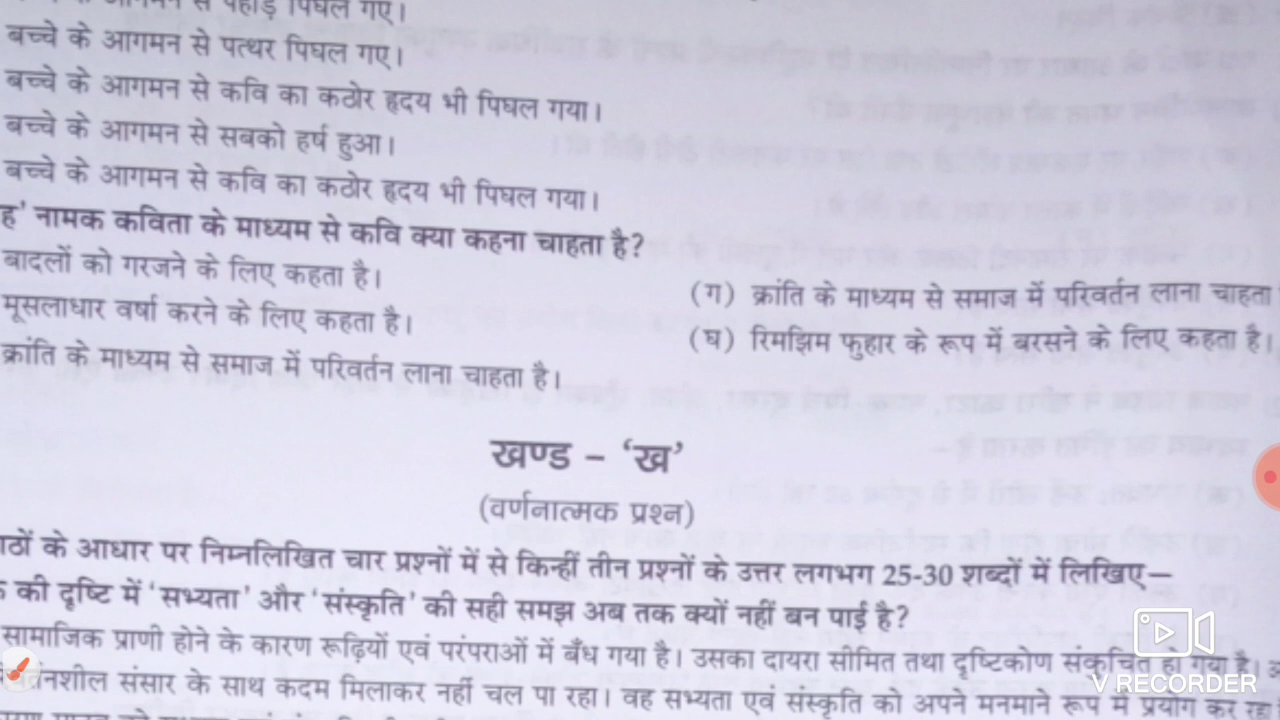 पहाड़ पिघल गए।
बच्चे के आगमन से पत्थर पिघल गए।
बच्चे के आगमन से कवि का कठोर हृदय भी पिघल गया।
बच्चे के आगमन से सबको हर्ष हुआ।
बच्चे के आगमन से कवि का कठोर हृदय भी पिघल गया।
ह' नामक कविता के माध्यम से कवि क्या कहना चाहता है?
बादलों को गरजने के लिए कहता है।
(ग) क्रांति के माध्यम से समाज में परिवर्तन लाना चाहता
मूसलाधार वर्षा करने के लिए कहता है।
(घ) रिमझिम फुहार के रूप में बरसने के लिए कहता है।
क्रांति के माध्यम से समाज में परिवर्तन लाना चाहता है।
खण्ड – 'ख'
(वर्णनात्मक प्रश्न)
ाठों के आधार पर निम्नलिखित चार प्रश्नों में से किन्हीं तीन प्रश्नों के उत्तर लगभग 25-30 शब्दों में लिखिए—
की दृष्टि में 'सभ्यता' और 'संस्कृति' की सही समझ अब तक क्यों नहीं बन पाई है?
सामाजिक प्राणी होने के कारण रूढ़ियों एवं परंपराओं में बँध गया है। उसका दायरा सीमित तथा दृष्टिकोण संकुचित हो गया है।
संसार के साथ कदम मिलाकर नहीं चल पा रहा। वह सभ्यता एवं संस्कृति को अपने मनमाने रूप में प्रयोग कर
V RECORDER